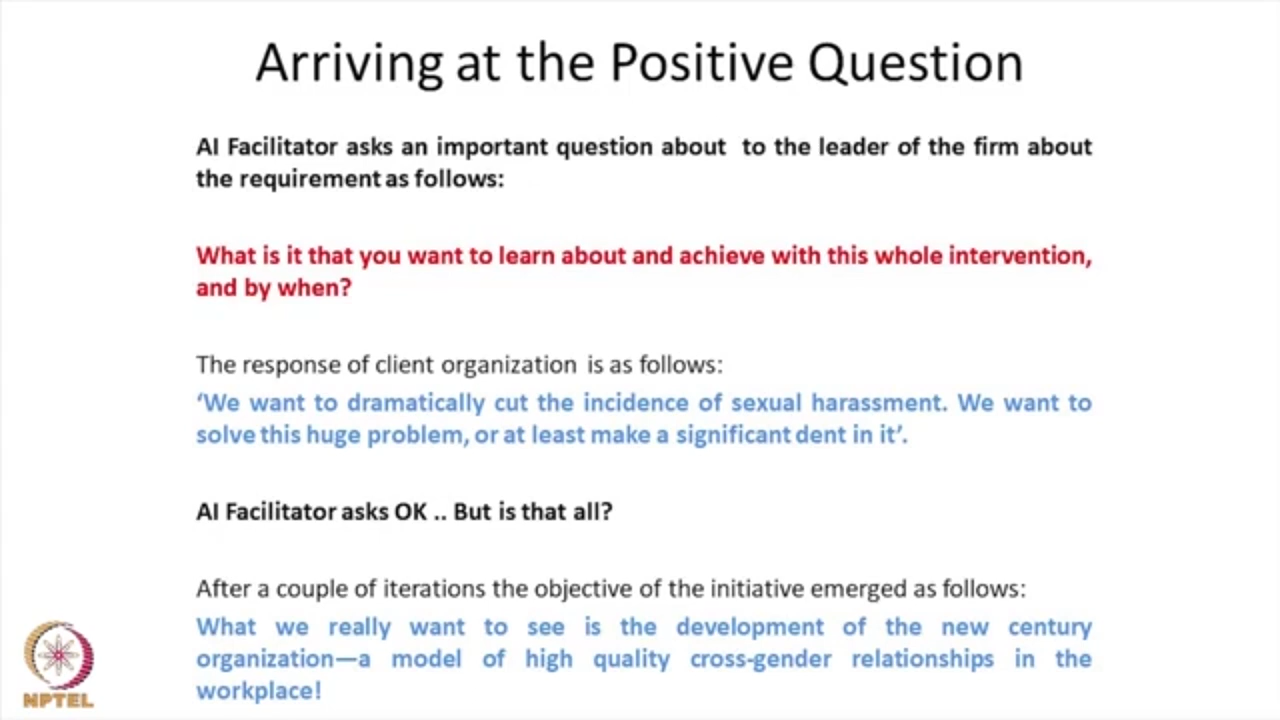 Arriving at the Positive Question
AI Facilitator asks an important question about to the leader of the firm about
the requirement as follows:
What is it that you want to learn about and achieve with this whole intervention,
and by when?
The response of client organization is as follows:
‘We want to dramatically cut the incidence of sexual harassment. We want to
solve this huge problem, or at least make a significant dent in it’.
AI Facilitator asks OK .. But is that all?
After a couple of iterations the objective of the initiative emerged as follows:
What we really want to see is the development of the new century
organization—a model of high quality cross-gender relationships in the
workplace!
NPTEL